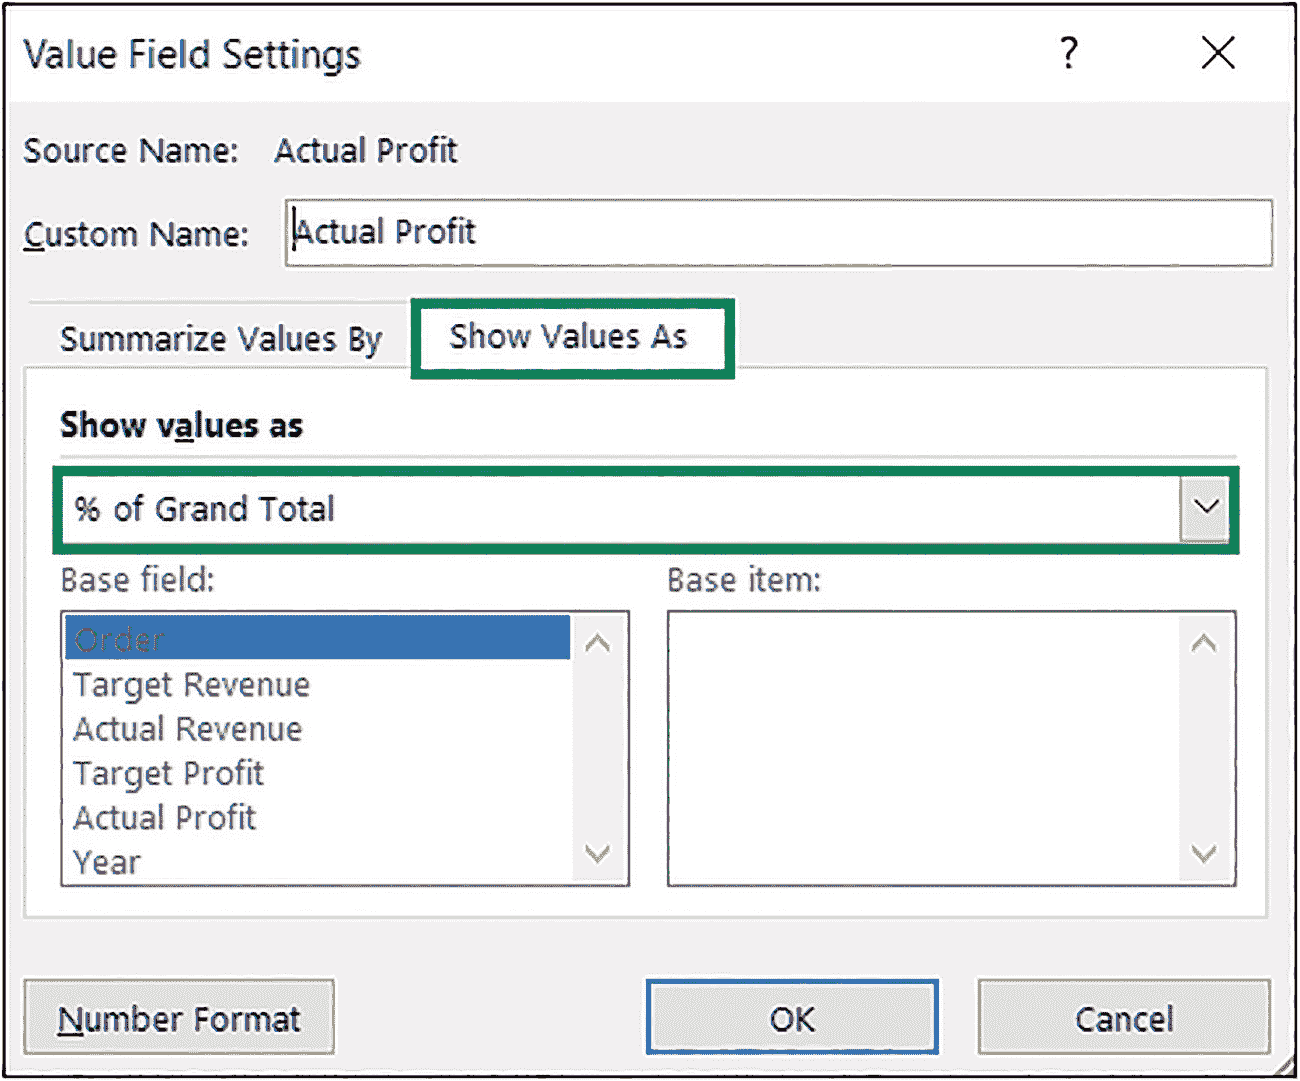 Value Field Settings ?
Source Name: Actual Profit
Custom Name: Actual Profit
Summarize Values By Show Values As
Show values as
% of Grand Total
Base field: Base item:
Order
Target Revenue
Actual Revenue
Target Profit
Actual Profit
Year
Number Format OK Cancel